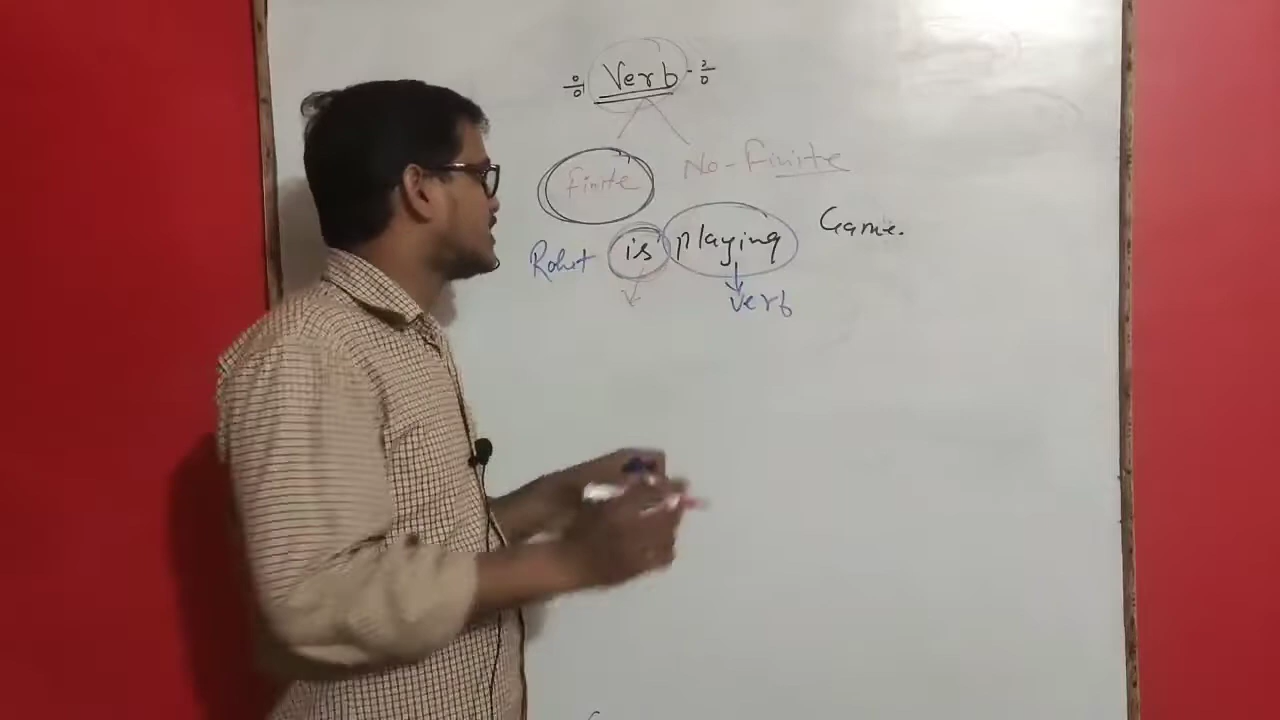 ÷ Verb -÷
finite No-finite
Rohit is playing Game.
verb